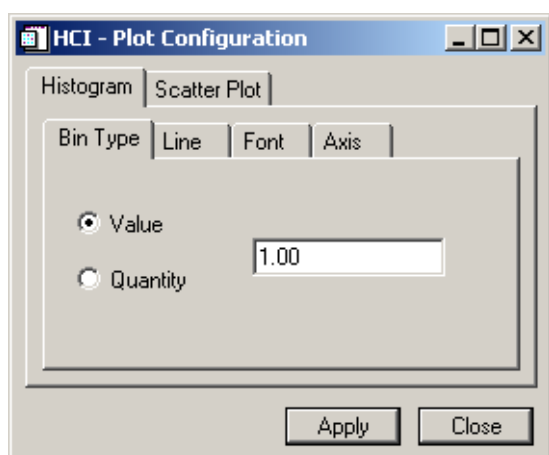 HCI - Plot Configuration
Histogram Scatter Plot
Bin Type Line Font Axis
Value
1.00
Quantity
Apply Close